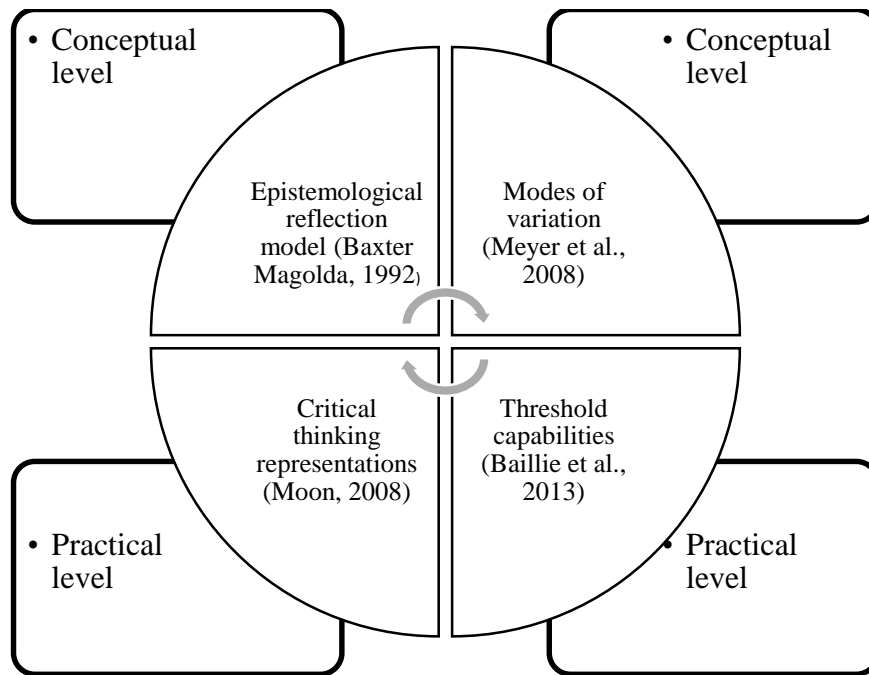 • Conceptual
level
• Conceptual
level
Epistemological
reflection
model (Baxter
Magolda, 1992)
Modes of
variation
(Meyer et al.,
2008)
Critical
thinking
representations
(Moon, 2008)
Threshold
capabilities
(Baillie et al.,
2013)
• Practical
level
• Practical
level